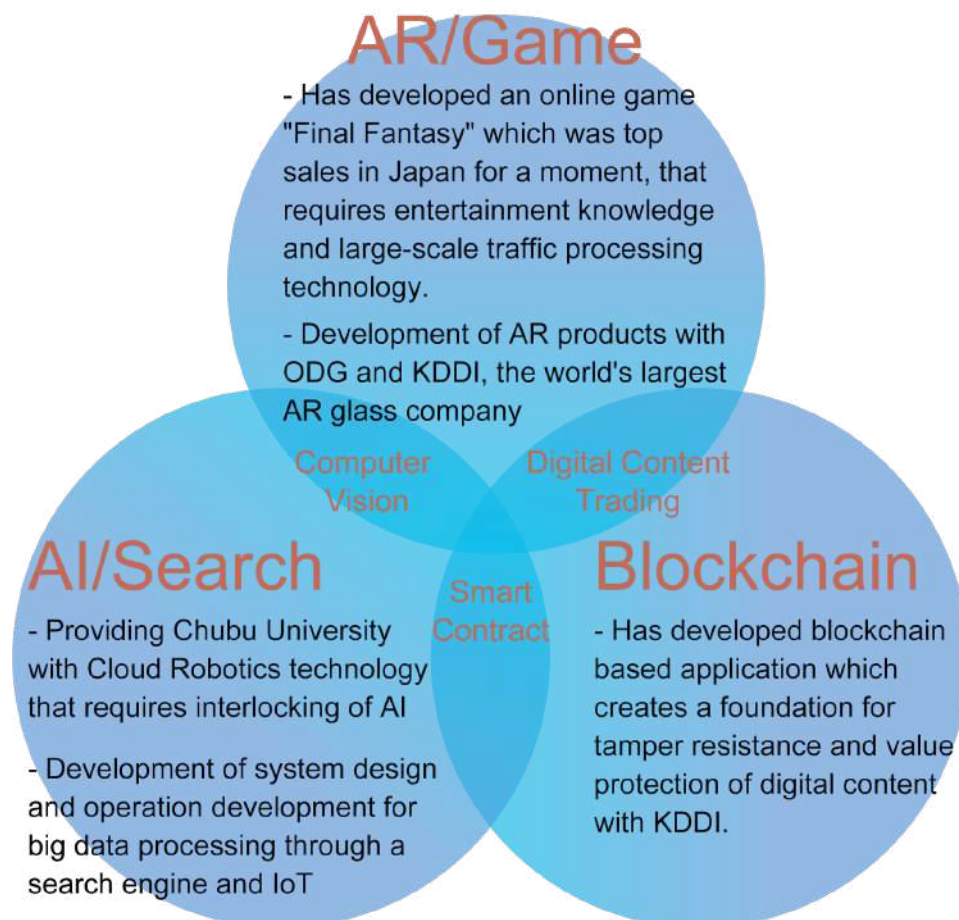 AR/Game
- Has developed an online game
"Final Fantasy" which was top
sales in Japan for a moment, that
requires entertainment knowledge
and large-scale traffic processing
technology.
- Development of AR products with
ODG and KDDI, the world's largest
AR glass company
Computer
Vision
Digital Content
Trading
AI/Search
- Providing Chubu University
with Cloud Robotics technology
that requires interlocking of AI
- Development of system design
and operation development for
big data processing through a
search engine and IoT
Smart
Contract
Blockchain
- Has developed blockchain
based application which
creates a foundation for
tamper resistance and value
protection of digital content
with KDDI.